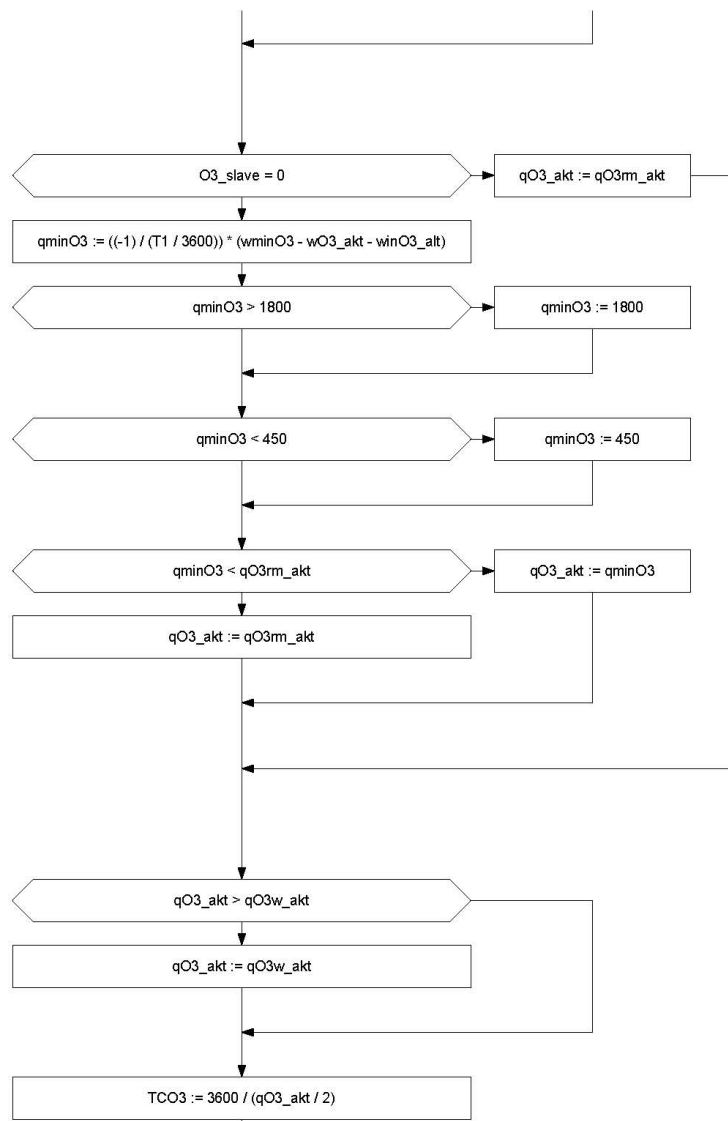 O3_slave = 0
qO3_akt := qO3rm_akt
qminO3 := ((-1) / (T1 / 3600)) * (wminO3 - wO3_akt - winO3_alt)
qminO3 > 1800
qminO3 := 1800
qminO3 < 450
qminO3 := 450
qminO3 < qO3rm_akt
qO3_akt := qminO3
qO3_akt := qO3rm_akt
qO3_akt > qO3w_akt
qO3_akt := qO3w_akt
TCO3 := 3600 / (qO3_akt / 2)